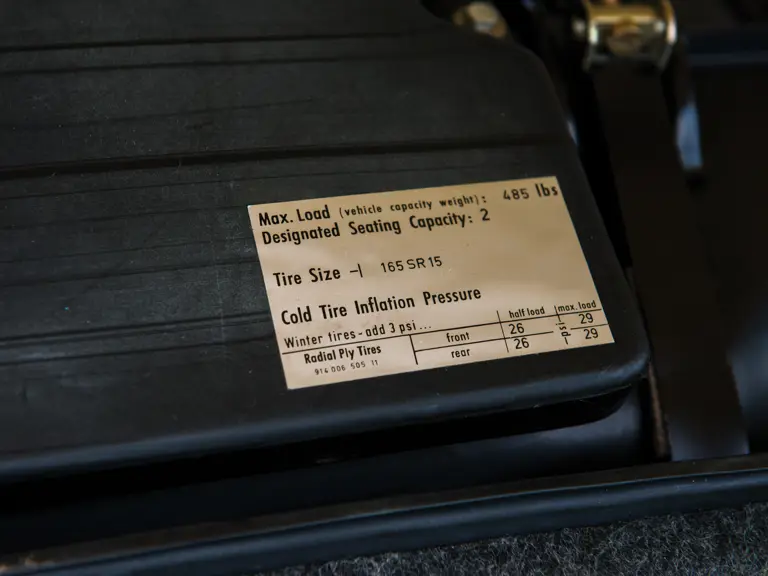 Max. Load (vehicle capacity weight): 485 lbs
Designated Seating Capacity: 2
Tire Size - 165 SR 15
Cold Tire Inflation Pressure
Winter tires - add 3 psi ...
half load max. load
Radial Ply Tires front 26 psi 29
rear 26 29
914 006 505 11